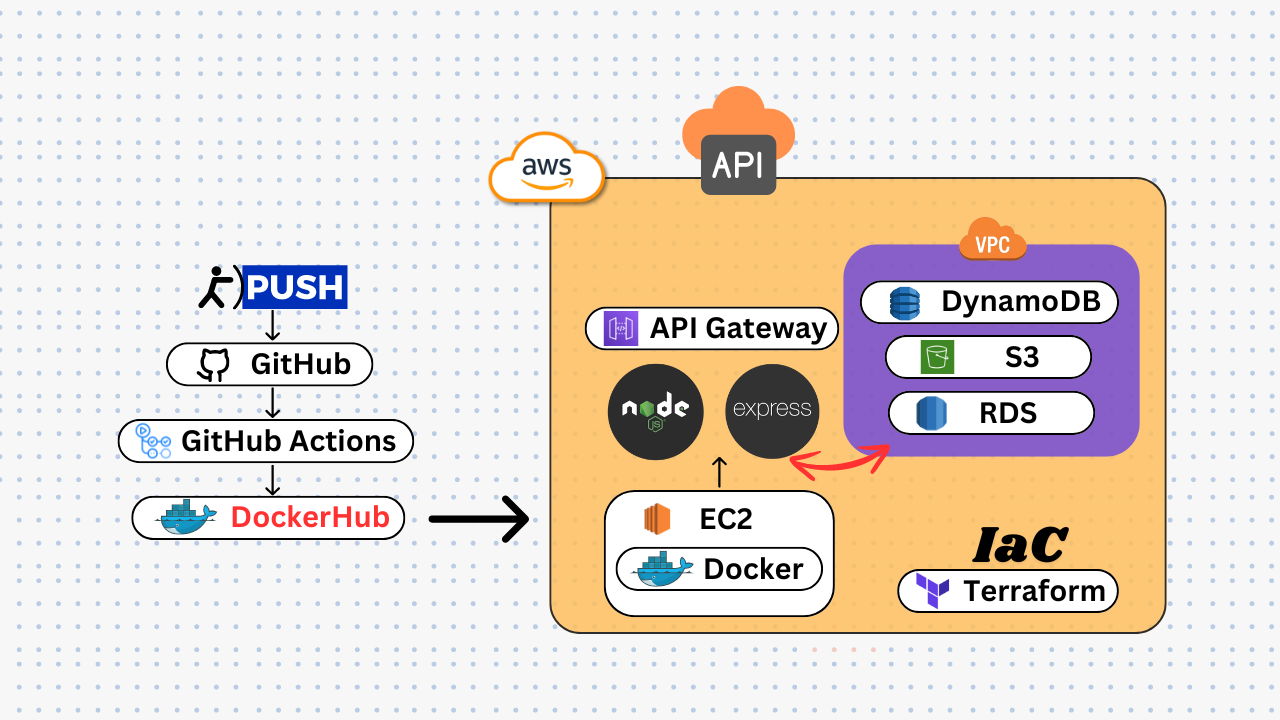 PUSH
GitHub
GitHub Actions
DockerHub
aws
API
VPC
DynamoDB
S3
RDS
API Gateway
node
JS
express
EC2
Docker
IaC
Terraform